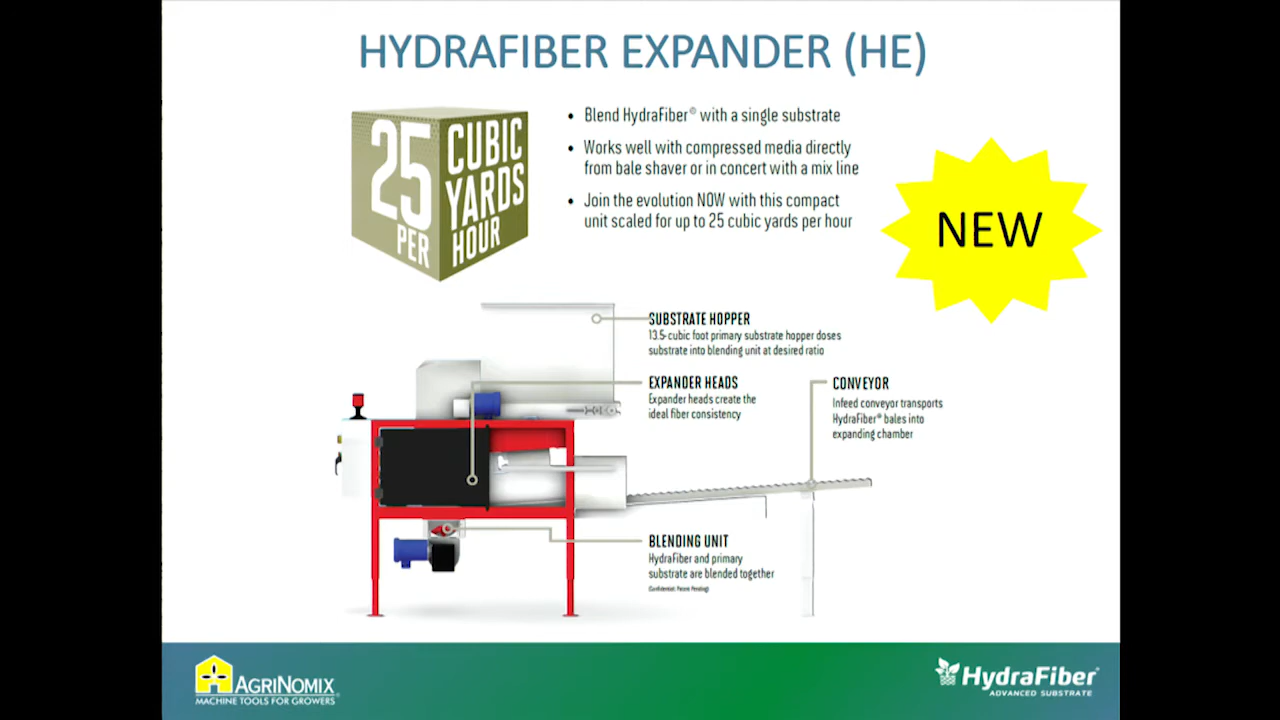 HYDRAFIBER EXPANDER (HE)
25 CUBIC
YARDS
PER HOUR
• Blend HydraFiber® with a single substrate
• Works well with compressed media directly
from bale shaver or in concert with a mix line
• Join the evolution NOW with this compact
unit scaled for up to 25 cubic yards per hour
NEW
SUBSTRATE HOPPER
13.5-cubic foot primary substrate hopper doses
substrate into blending unit at desired ratio
EXPANDER HEADS
Expander heads create the
ideal fiber consistency
CONVEYOR
Infeed conveyor transports
HydraFiber® bales into
expanding chamber
BLENDING UNIT
HydraFiber and primary
substrate are blended together
(Confidential: Patent Pending)
AGRINOMIX
MACHINE TOOLS FOR GROWERS
HydraFiber
ADVANCED SUBSTRATE